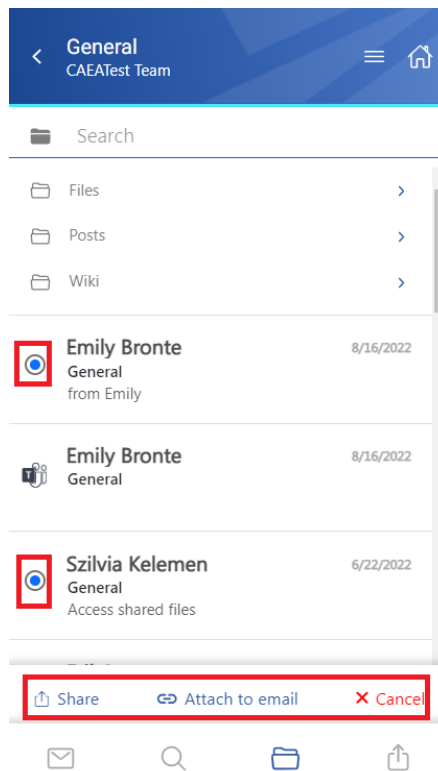 General
CAEATest Team
Search
Files
Posts
Wiki
Emily Bronte 8/16/2022
General
from Emily
Emily Bronte 8/16/2022
General
Szilvia Kelemen 6/22/2022
General
Access shared files
Share Attach to email Cancel